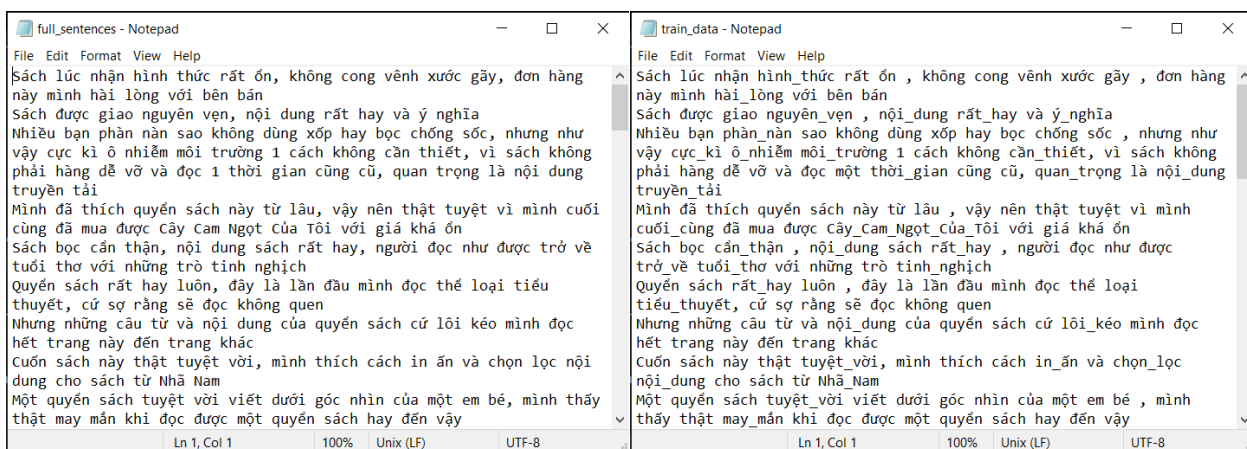 full_sentences - Notepad
File Edit Format View Help
Sách lúc nhận hình thức rất ổn, không cong vênh xước gãy, đơn hàng
này mình hài lòng với bên bán
Sách được giao nguyên vẹn, nội dung rất hay và ý nghĩa
Nhiều bạn phàn nàn sao không dùng xốp hay bọc chống sốc, nhưng như
vậy cực kì ô nhiễm môi trường 1 cách không cần thiết, vì sách không
phải hàng dễ vỡ và đọc 1 thời gian cũng cũ, quan trọng là nội dung
truyền tải
Mình đã thích quyển sách này từ lâu, vậy nên thật tuyệt vì mình cuối
cùng đã mua được Cây Cam Ngọt Của Tôi với giá khá ổn
Sách bọc cẩn thận, nội dung sách rất hay, người đọc như được trở về
tuổi thơ với những trò tinh nghịch
Quyển sách rất hay luôn, đây là lần đầu mình đọc thể loại tiểu
thuyết, cứ sợ rằng sẽ đọc không quen
Nhưng những câu từ và nội dung của quyển sách cứ lôi kéo mình đọc
hết trang này đến trang khác
Cuốn sách này thật tuyệt vời, mình thích cách in ấn và chọn lọc nội
dung cho sách từ Nhã Nam
Một quyển sách tuyệt vời viết dưới góc nhìn của một em bé, mình thấy
thật may mắn khi đọc được một quyển sách hay đến vậy
Ln 1, Col 1 100% Unix (LF) UTF-8
train_data - Notepad
File Edit Format View Help
Sách lúc nhận hình_thức rất ổn , không cong vênh xước gãy , đơn hàng
này mình hài_lòng với bên bán
Sách được giao nguyên_vẹn , nội_dung rất_hay và ý_nghĩa
Nhiều bạn phàn_nàn sao không dùng xốp hay bọc chống sốc , nhưng như
vậy cực_kì ô_nhiễm môi_trường 1 cách không cần_thiết, vì sách không
phải hàng dễ vỡ và đọc một thời_gian cũng cũ, quan_trọng là nội_dung
truyền_tải
Mình đã thích quyển sách này từ lâu , vậy nên thật tuyệt vì mình
cuối_cùng đã mua được Cây_Cam_Ngọt_Của_Tôi với giá khá ổn
Sách bọc cẩn_thận , nội_dung sách rất_hay , người đọc như được
trở_về tuổi_thơ với những trò tinh_nghịch
Quyển sách rất_hay luôn , đây là lần đầu mình đọc thể loại
tiểu_thuyết, cứ sợ rằng sẽ đọc không quen
Nhưng những câu từ và nội_dung của quyển sách cứ lôi_kéo mình đọc
hết trang này đến trang khác
Cuốn sách này thật tuyệt_vời, mình thích cách in_ấn và chọn_lọc
nội_dung cho sách từ Nhã_Nam
Một quyển sách tuyệt_vời viết dưới góc nhìn của một em bé , mình
thấy thật may_mắn khi đọc được một quyển sách hay đến vậy
Ln 1, Col 1 100% Unix (LF) UTF-8